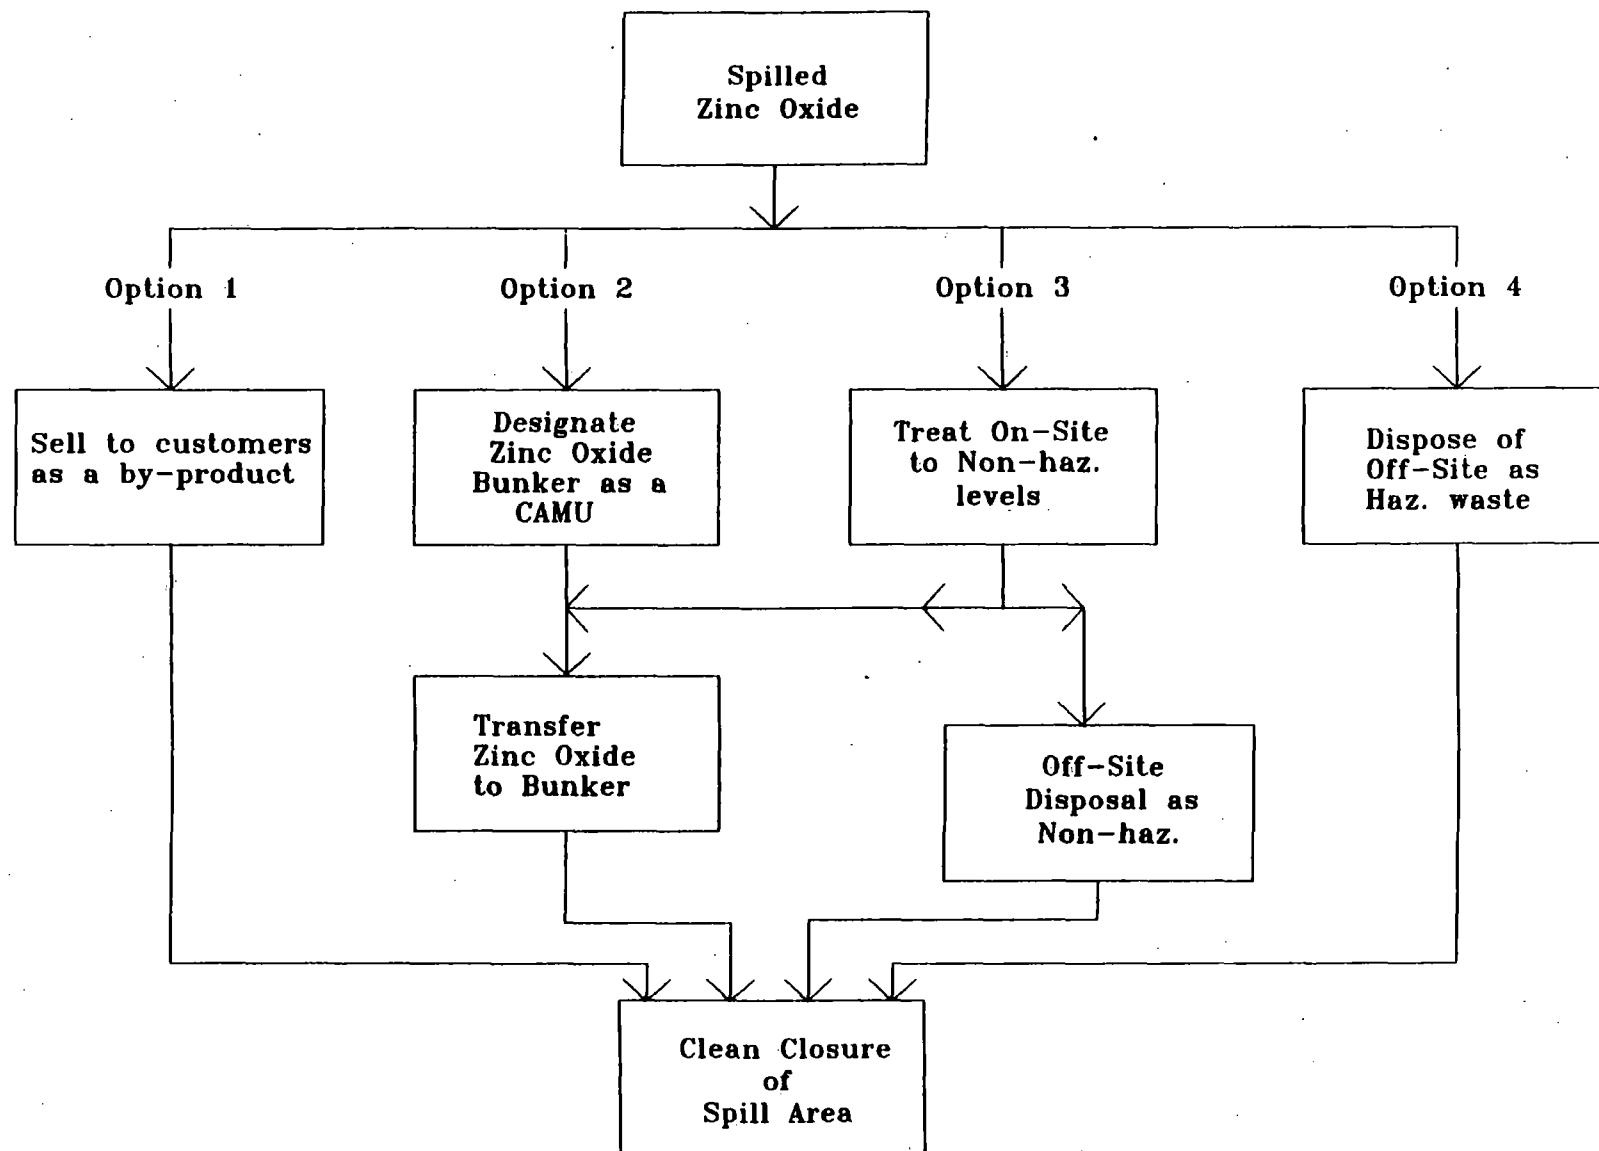 Spilled
Zinc Oxide
Option 1
Option 2
Option 3
Option 4
Sell to customers
as a by-product
Designate
Zinc Oxide
Bunker as a
CAMU
Treat On-Site
to Non-haz.
levels
Dispose of
Off-Site as
Haz. waste
Transfer
Zinc Oxide
to Bunker
Off-Site
Disposal as
Non-haz.
Clean Closure
of
Spill Area